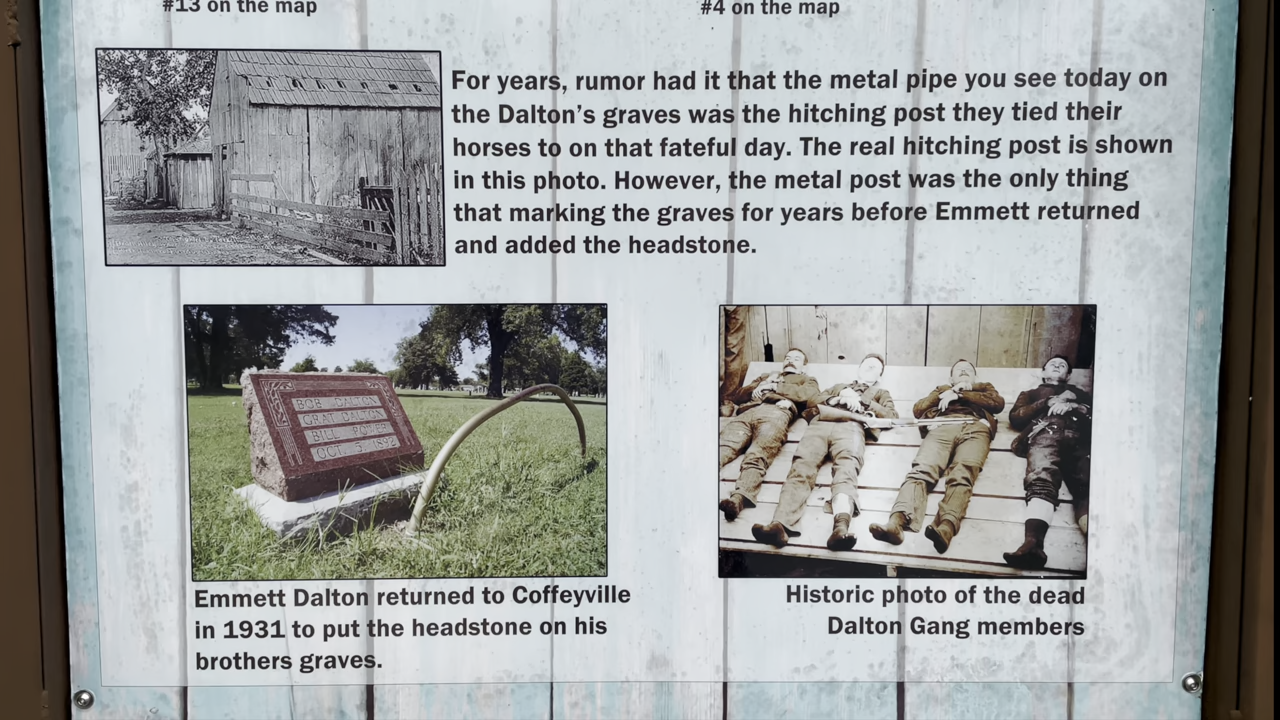 #13 on the map
#4 on the map
For years, rumor had it that the metal pipe you see today on
the Dalton's graves was the hitching post they tied their
horses to on that fateful day. The real hitching post is shown
in this photo. However, the metal post was the only thing
that marking the graves for years before Emmett returned
and added the headstone.
BOB DALTON
GRAT DALTON
BILL POWER
OCT. 5, 1892
Emmett Dalton returned to Coffeyville
in 1931 to put the headstone on his
brothers graves.
Historic photo of the dead
Dalton Gang members